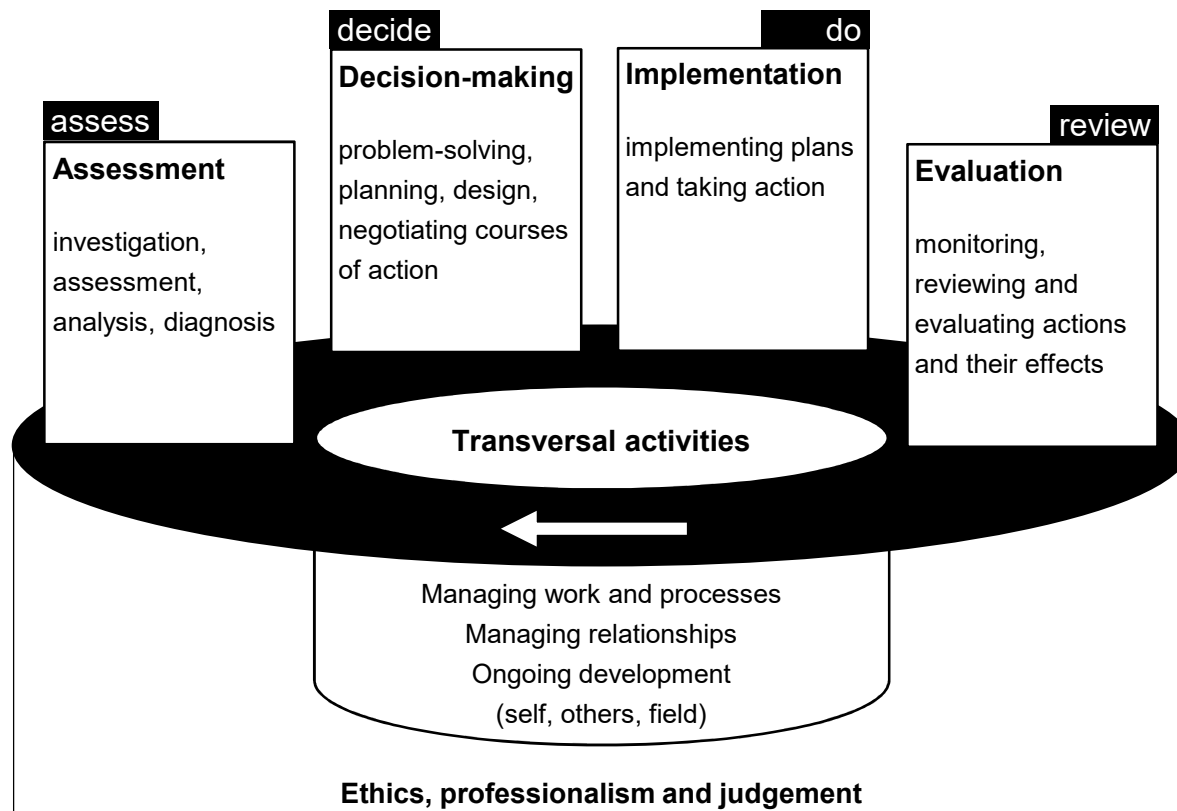 assess
Assessment
investigation,
assessment,
analysis, diagnosis
decide
Decision-making
problem-solving,
planning, design,
negotiating courses
of action
do
Implementation
implementing plans
and taking action
review
Evaluation
monitoring,
reviewing and
evaluating actions
and their effects
Transversal activities
Managing work and processes
Managing relationships
Ongoing development
(self, others, field)
Ethics, professionalism and judgement